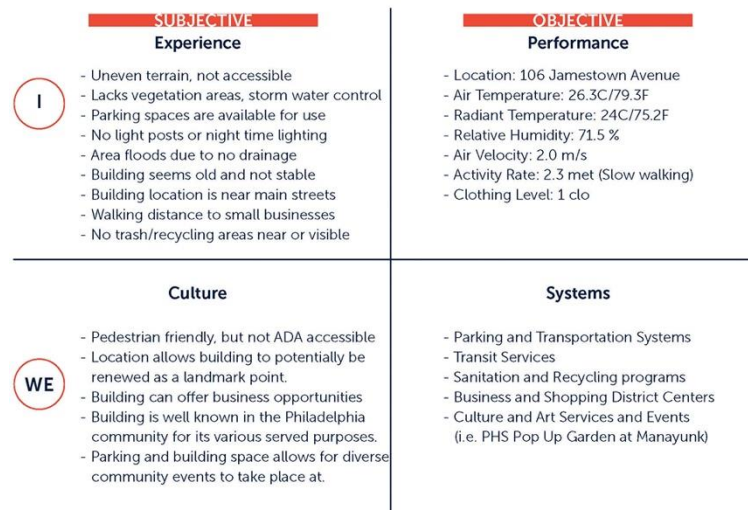 SUBJECTIVE
Experience
I
- Uneven terrain, not accessible
- Lacks vegetation areas, storm water control
- Parking spaces are available for use
- No light posts or night time lighting
- Area floods due to no drainage
- Building seems old and not stable
- Building location is near main streets
- Walking distance to small businesses
- No trash/recycling areas near or visible
OBJECTIVE
Performance
- Location: 106 Jamestown Avenue
- Air Temperature: 26.3C/79.3F
- Radiant Temperature: 24C/75.2F
- Relative Humidity: 71.5 %
- Air Velocity: 2.0 m/s
- Activity Rate: 2.3 met (Slow walking)
- Clothing Level: 1 clo
WE
Culture
- Pedestrian friendly, but not ADA accessible
- Location allows building to potentially be
renewed as a landmark point.
- Building can offer business opportunities
- Building is well known in the Philadelphia
community for its various served purposes.
- Parking and building space allows for diverse
community events to take place at.
Systems
- Parking and Transportation Systems
- Transit Services
- Sanitation and Recycling programs
- Business and Shopping District Centers
- Culture and Art Services and Events
(i.e. PHS Pop Up Garden at Manayunk)